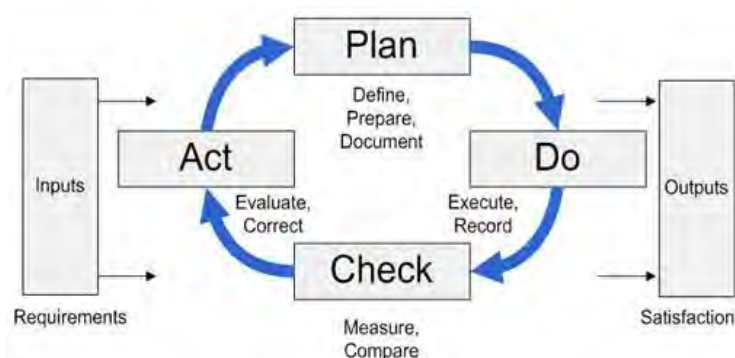 Plan
Define,
Prepare,
Document
Act
Do
Inputs
Outputs
Evaluate,
Correct
Execute,
Record
Check
Requirements
Satisfaction
Measure,
Compare